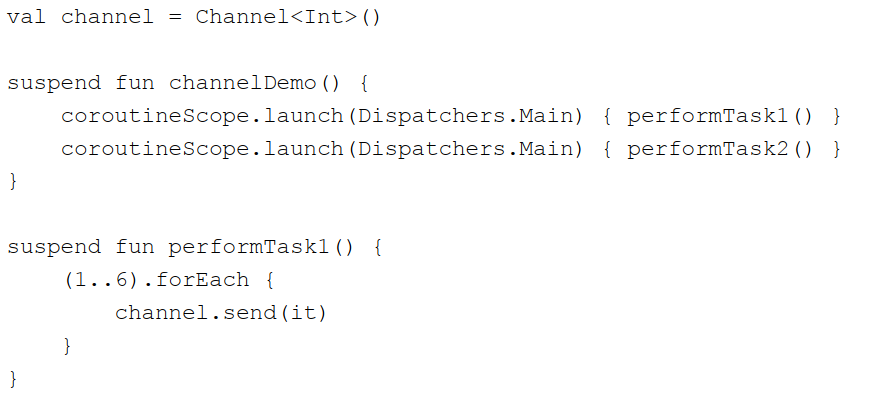 val channel = Channel<Int>()
suspend fun channelDemo() {
    coroutineScope.launch(Dispatchers.Main) { performTask1() }
    coroutineScope.launch(Dispatchers.Main) { performTask2() }
}
suspend fun performTask1() {
    (1..6).forEach {
        channel.send(it)
    }
}